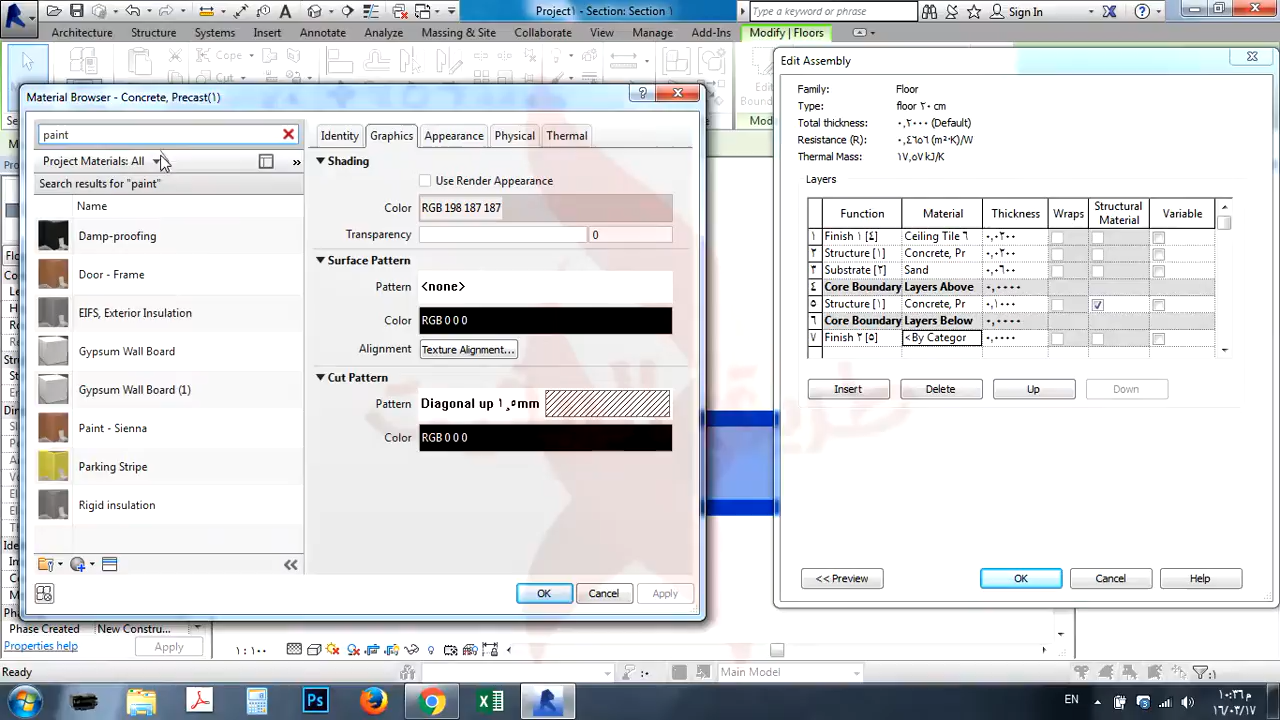 Project1 - Section: Section 1
Type a keyword or phrase
Sign In
Architecture Structure Systems Insert Annotate Analyze Massing & Site Collaborate View Manage Add-Ins Modify | Floors
Cope
Material Browser - Concrete, Precast(١)
paint
Project Materials: All
Search results for "paint"
Name
Damp-proofing
Door - Frame
EIFS, Exterior Insulation
Gypsum Wall Board
Gypsum Wall Board (1)
Paint - Sienna
Parking Stripe
Rigid insulation
Identity Graphics Appearance Physical Thermal
Shading
Use Render Appearance
Color RGB 198 187 187
Transparency 0
Surface Pattern
Pattern <none>
Color RGB 0 0 0
Alignment Texture Alignment...
Cut Pattern
Pattern Diagonal up ١,٥mm
Color RGB 0 0 0
OK Cancel Apply
Edit Assembly
Family: Floor
Type: floor ٢٠ cm
Total thickness: ٠,٢٠٠٠ (Default)
Resistance (R): ٠,٤٦٥٦ (m²·K)/W
Thermal Mass: ١٧,٥٧ kJ/K
Layers
Function Material Thickness Wraps Structural Material Variable
١ Finish ١ [٤] Ceiling Tile ٦ ٠,٠٢٠٠
٢ Structure [١] Concrete, Pr ٠,٠٢٠٠
٣ Substrate [٢] Sand ٠,٠٦٠٠
٤ Core Boundary Layers Above ٠,٠٠٠٠
٥ Structure [١] Concrete, Pr ٠,١٠٠٠
٦ Core Boundary Layers Below ٠,٠٠٠٠
٧ Finish ٢ [٥] <By Categor ٠,٠٠٠٠
Insert Delete Up Down
<< Preview OK Cancel Help
Phase Created New Constru...
Properties help Apply
١ : ١٠٠
Ready
Main Model
EN
١٠:٣٦ م
١٦/٠٣/١٧